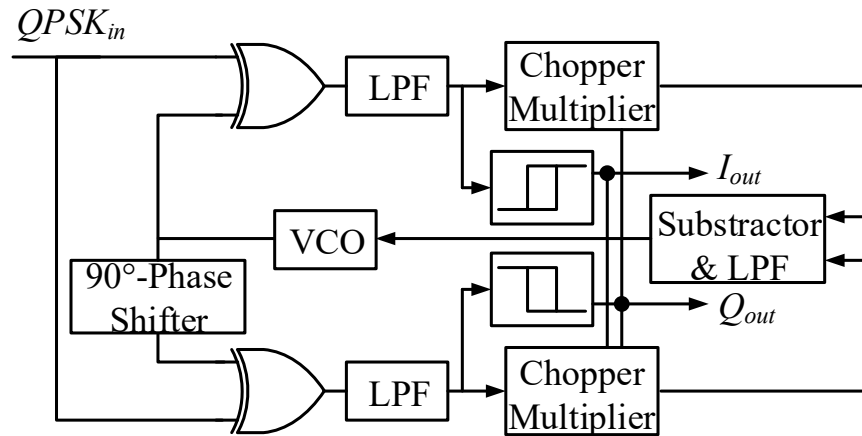 QPSKin
LPF
Chopper
Multiplier
Iout
VCO
Substractor
& LPF
90°-Phase
Shifter
Qout
LPF
Chopper
Multiplier